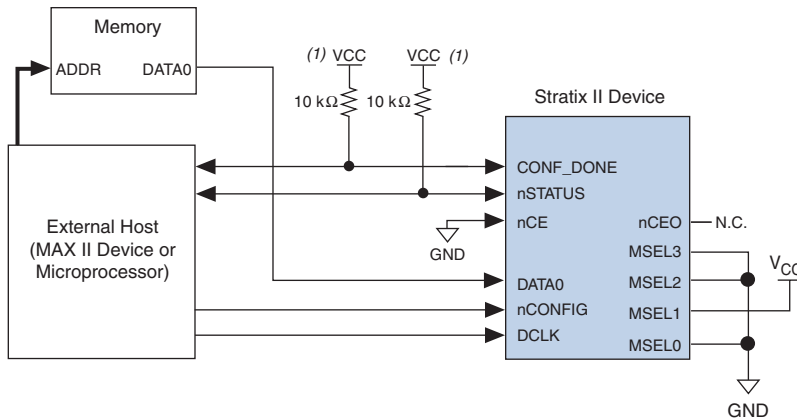 Memory
ADDR DATA0
(1) VCC VCC (1)
10 kΩ 10 kΩ
Stratix II Device
External Host
(MAX II Device or
Microprocessor)
CONF_DONE
nSTATUS
nCE
GND
DATA0
nCONFIG
DCLK
nCEO N.C.
MSEL3
MSEL2
MSEL1
MSEL0
VCC
GND